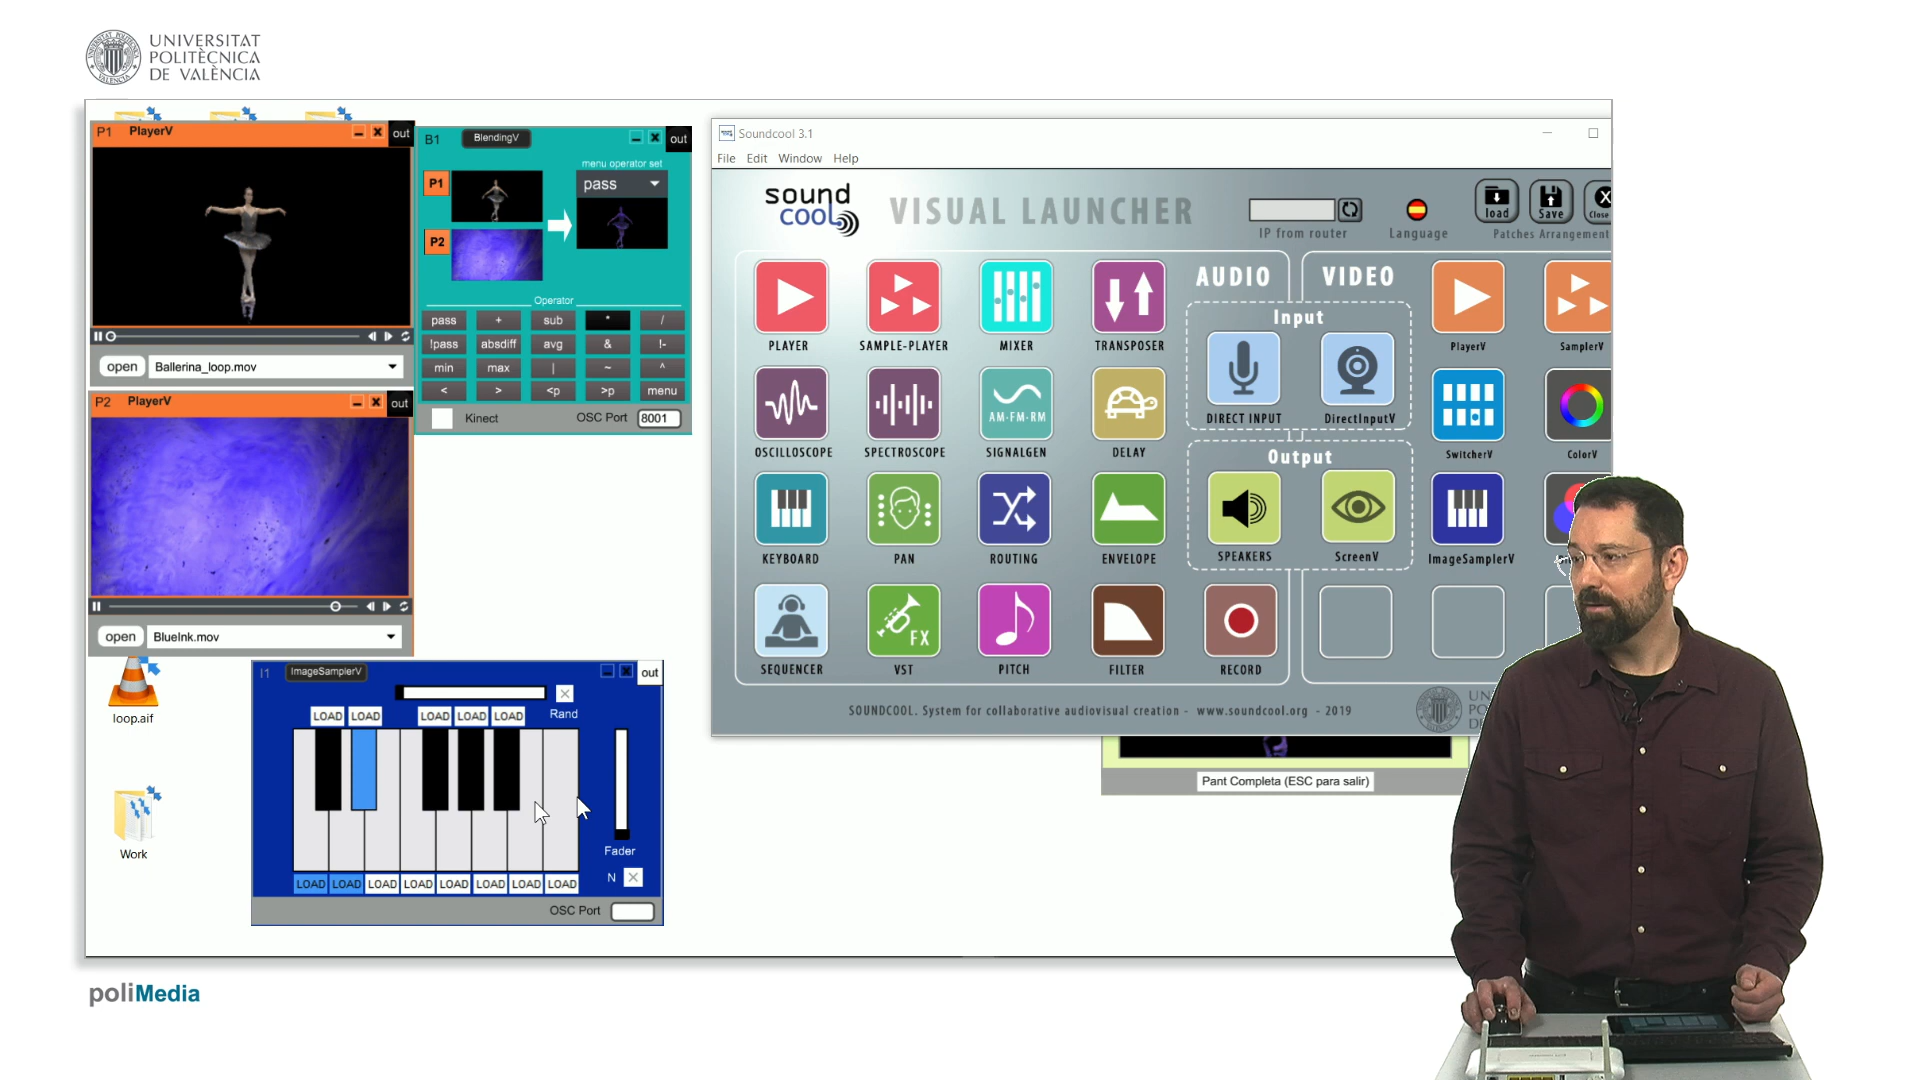 UNIVERSITAT
POLITÈCNICA
DE VALÈNCIA
P1 PlayerV out
open Ballerina_loop.mov
P2 PlayerV out
open BlueInk.mov
B1 BlendingV out
menu operator set
P1 pass
P2
Operator
pass + sub * /
!pass absdiff avg & !-
min max | ~ ^
< > <p >p menu
Kinect OSC Port 8001
loop.aif
Work
I1 ImageSamplerV out
LOAD LOAD LOAD LOAD LOAD Rand
Fader
N
LOAD LOAD LOAD LOAD LOAD LOAD LOAD LOAD
OSC Port
Soundcool 3.1
File Edit Window Help
sound
cool
VISUAL LAUNCHER
IP from router
Language
load Save Close
Patches Arrangement
AUDIO VIDEO
Input
PLAYER SAMPLE-PLAYER MIXER TRANSPOSER PlayerV SamplerV
AM·FM·RM
DIRECT INPUT DirectInputV
OSCILLOSCOPE SPECTROSCOPE SIGNALGEN DELAY SwitcherV ColorV
Output
KEYBOARD PAN ROUTING ENVELOPE SPEAKERS ScreenV ImageSamplerV
FX
SEQUENCER VST PITCH FILTER RECORD
SOUNDCOOL. System for collaborative audiovisual creation - www.soundcool.org - 2019
Pant Completa (ESC para salir)
poliMedia